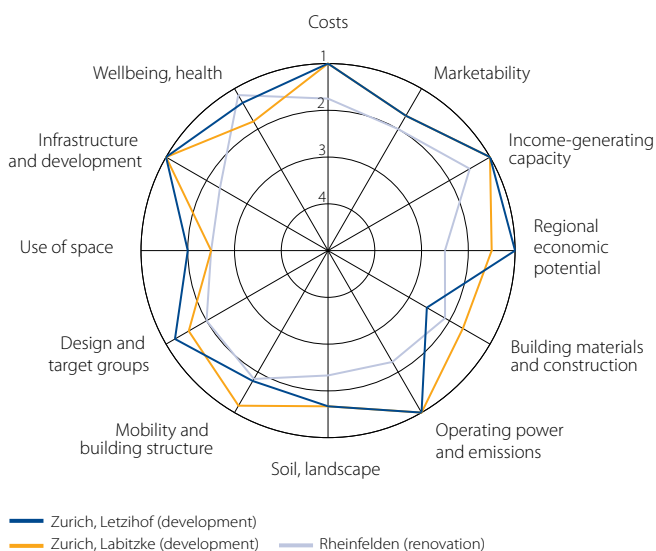 Costs
1
Wellbeing, health
Marketability
2
Infrastructure
and development
Income-generating
capacity
3
4
Use of space
Regional
economic
potential
Design and
target groups
Building materials
and construction
Mobility and
building structure
Operating power
and emissions
Soil, landscape
Zurich, Letzihof (development)
Zurich, Labitzke (development)
Rheinfelden (renovation)